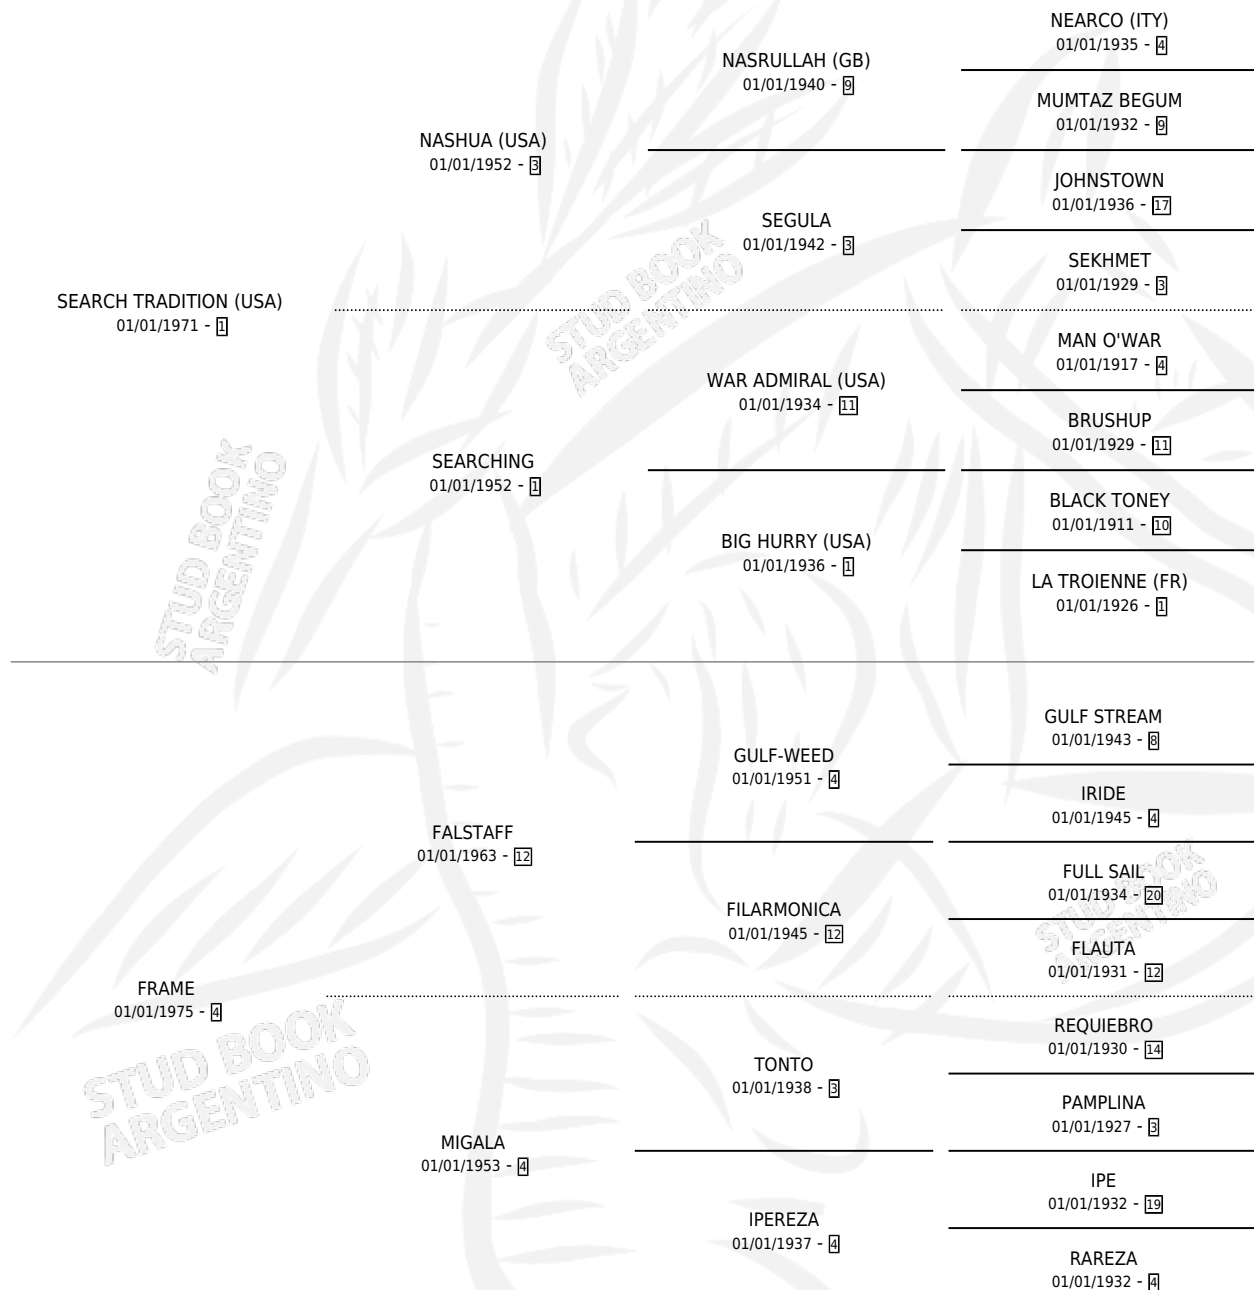 NEARCO (ITY)
01/01/1935 - 4
NASRULLAH (GB)
01/01/1940 - 9
MUMTAZ BEGUM
01/01/1932 - 9
NASHUA (USA)
01/01/1952 - 3
JOHNSTOWN
01/01/1936 - 17
SEGULA
01/01/1942 - 3
SEKHMET
01/01/1929 - 3
SEARCH TRADITION (USA)
01/01/1971 - 1
MAN O'WAR
01/01/1917 - 4
WAR ADMIRAL (USA)
01/01/1934 - 11
BRUSHUP
01/01/1929 - 11
SEARCHING
01/01/1952 - 1
BLACK TONEY
01/01/1911 - 10
BIG HURRY (USA)
01/01/1936 - 1
LA TROIENNE (FR)
01/01/1926 - 1
GULF STREAM
01/01/1943 - 8
GULF-WEED
01/01/1951 - 4
IRIDE
01/01/1945 - 4
FALSTAFF
01/01/1963 - 12
FULL SAIL
01/01/1934 - 20
FILARMONICA
01/01/1945 - 12
FLAUTA
01/01/1931 - 12
FRAME
01/01/1975 - 4
REQUIEBRO
01/01/1930 - 14
TONTO
01/01/1938 - 3
PAMPLINA
01/01/1927 - 3
MIGALA
01/01/1953 - 4
IPE
01/01/1932 - 19
IPEREZA
01/01/1937 - 4
RAREZA
01/01/1932 - 4
STUD BOOK
ARGENTINO
STUD BOOK
ARGENTINO
STUD BOOK
ARGENTINO
STUD BOOK
ARGENTINO